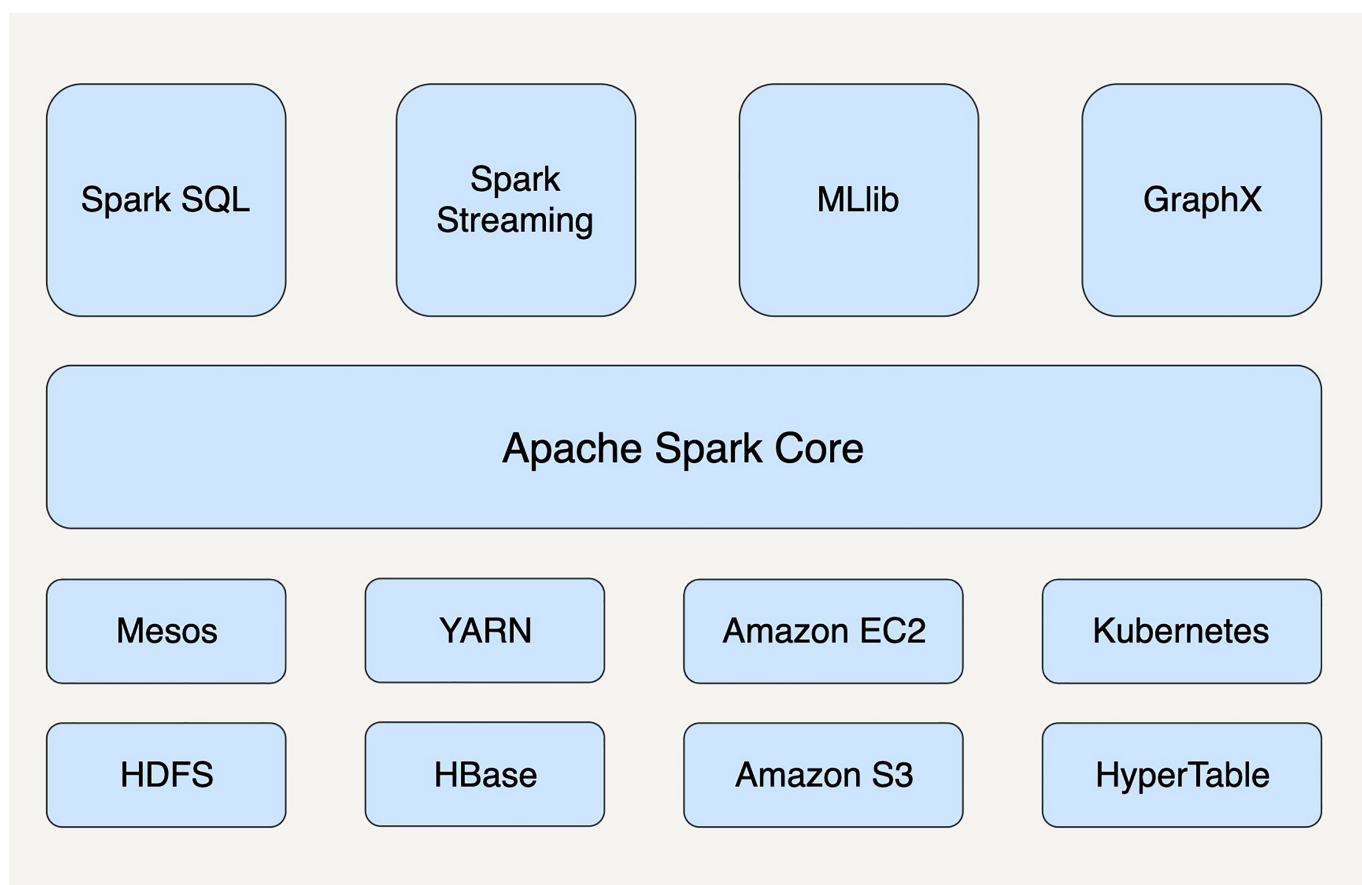 Spark SQL
Spark
Streaming
MLlib
GraphX
Apache Spark Core
Mesos
YARN
Amazon EC2
Kubernetes
HDFS
HBase
Amazon S3
HyperTable